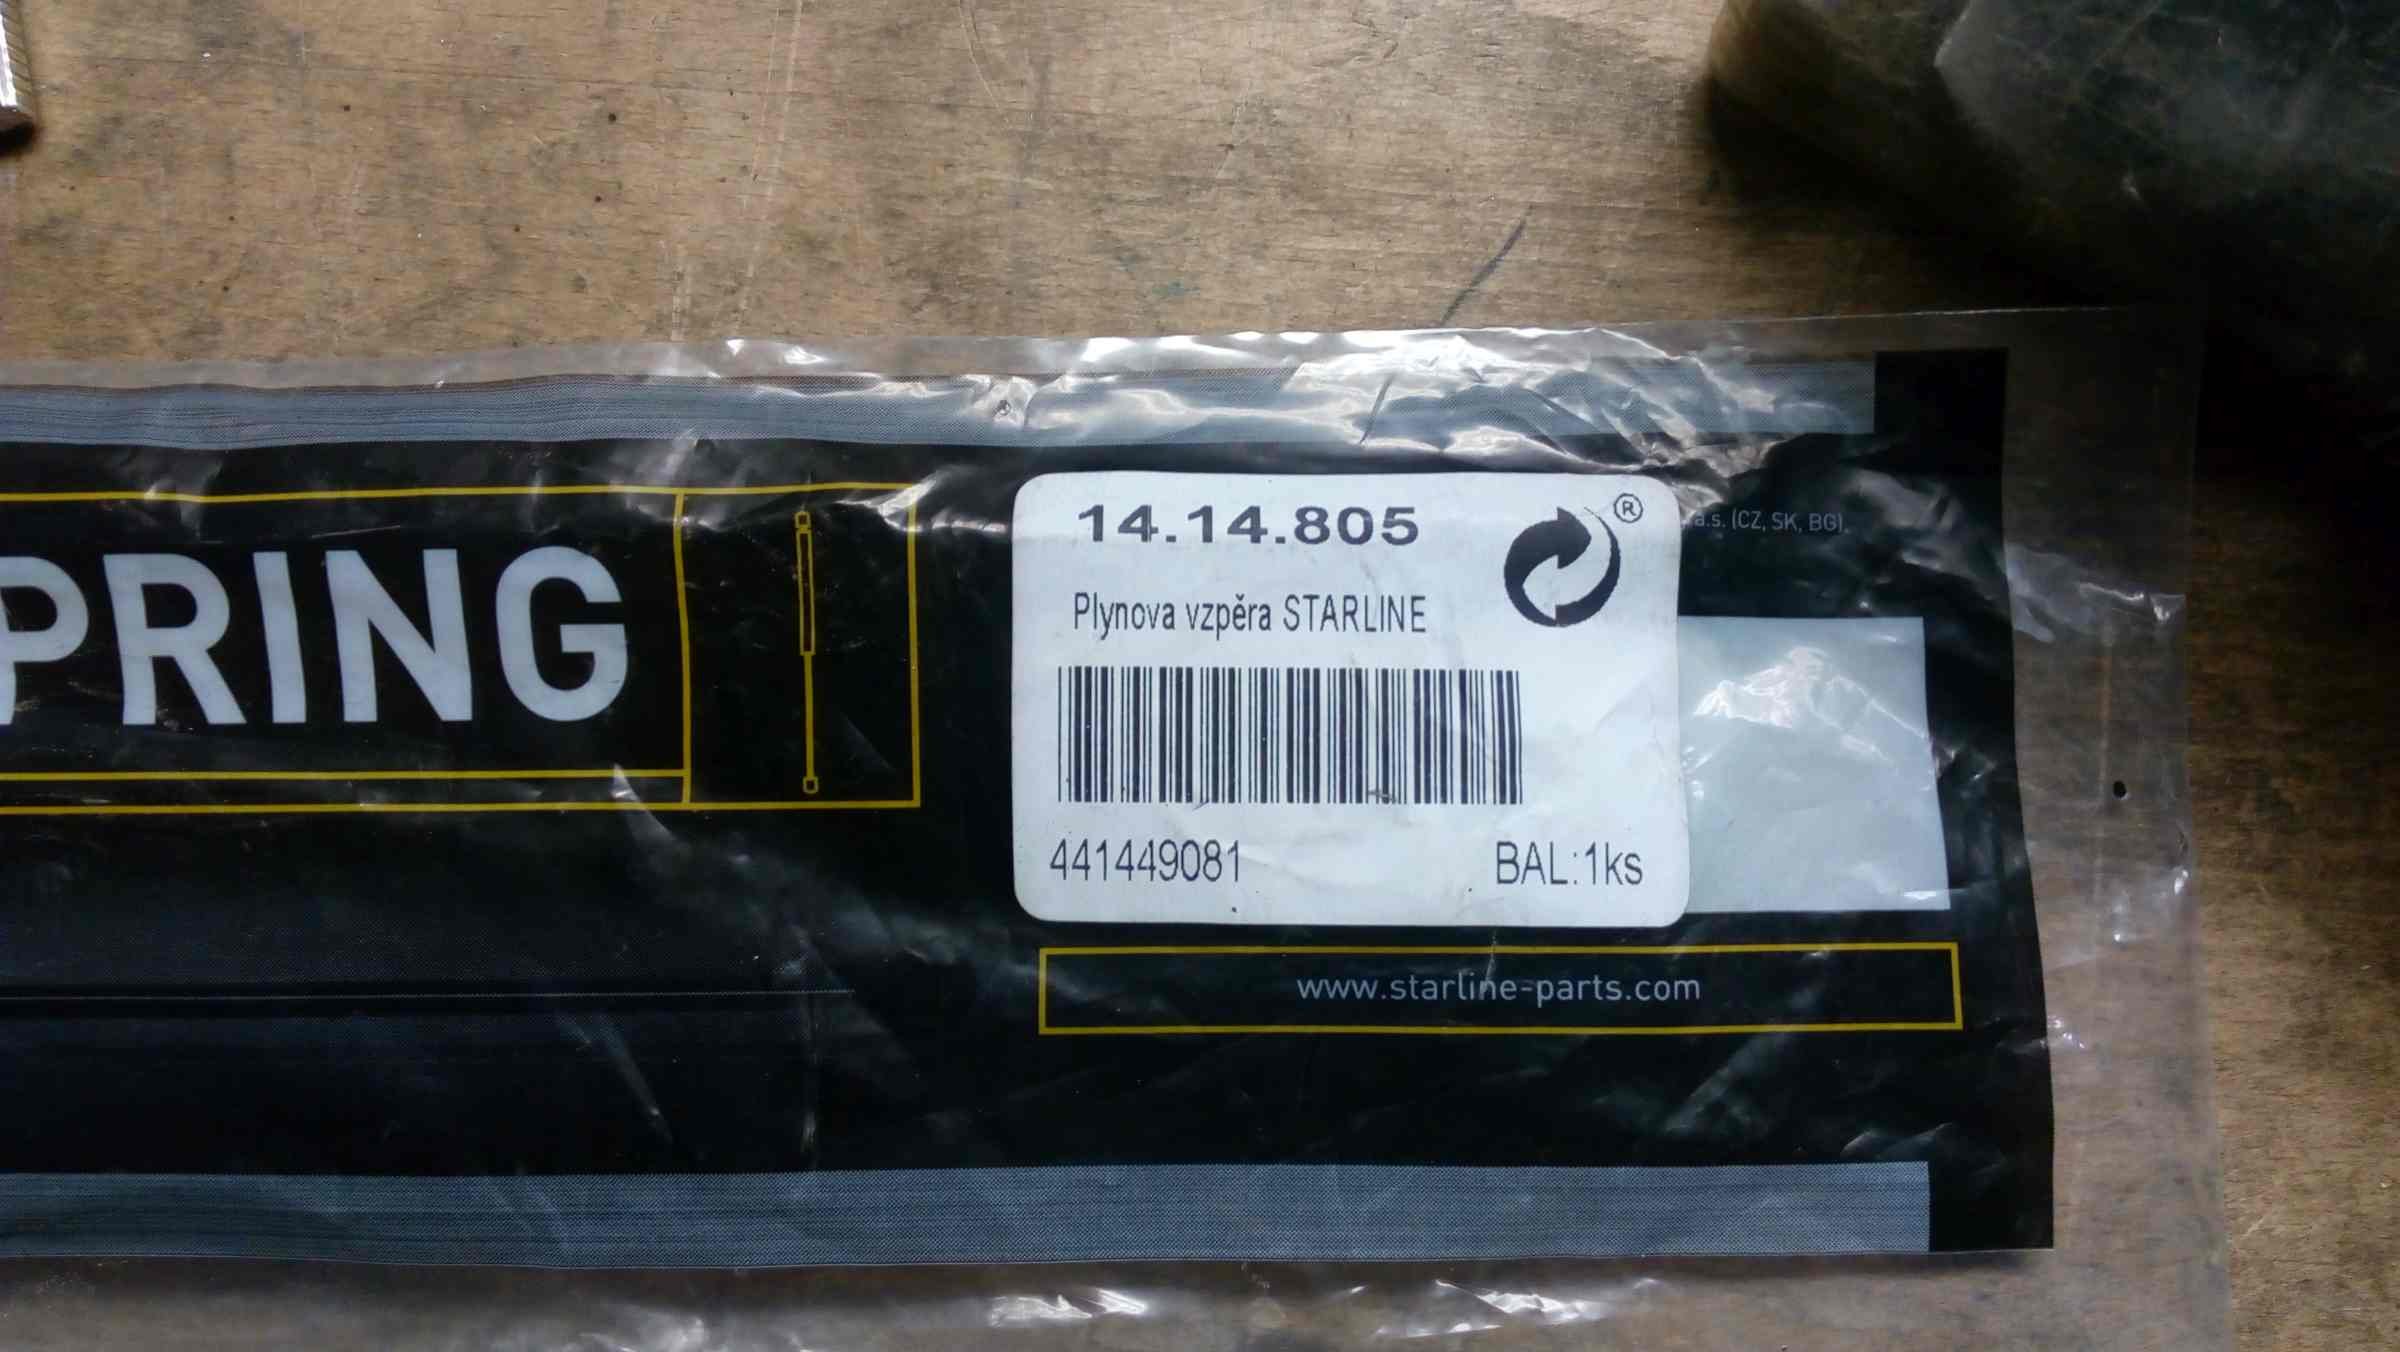 PRING
14.14.805
®
a.s. (CZ, SK, BG).
Plynova vzpěra STARLINE
441449081 BAL:1ks
www.starline-parts.com